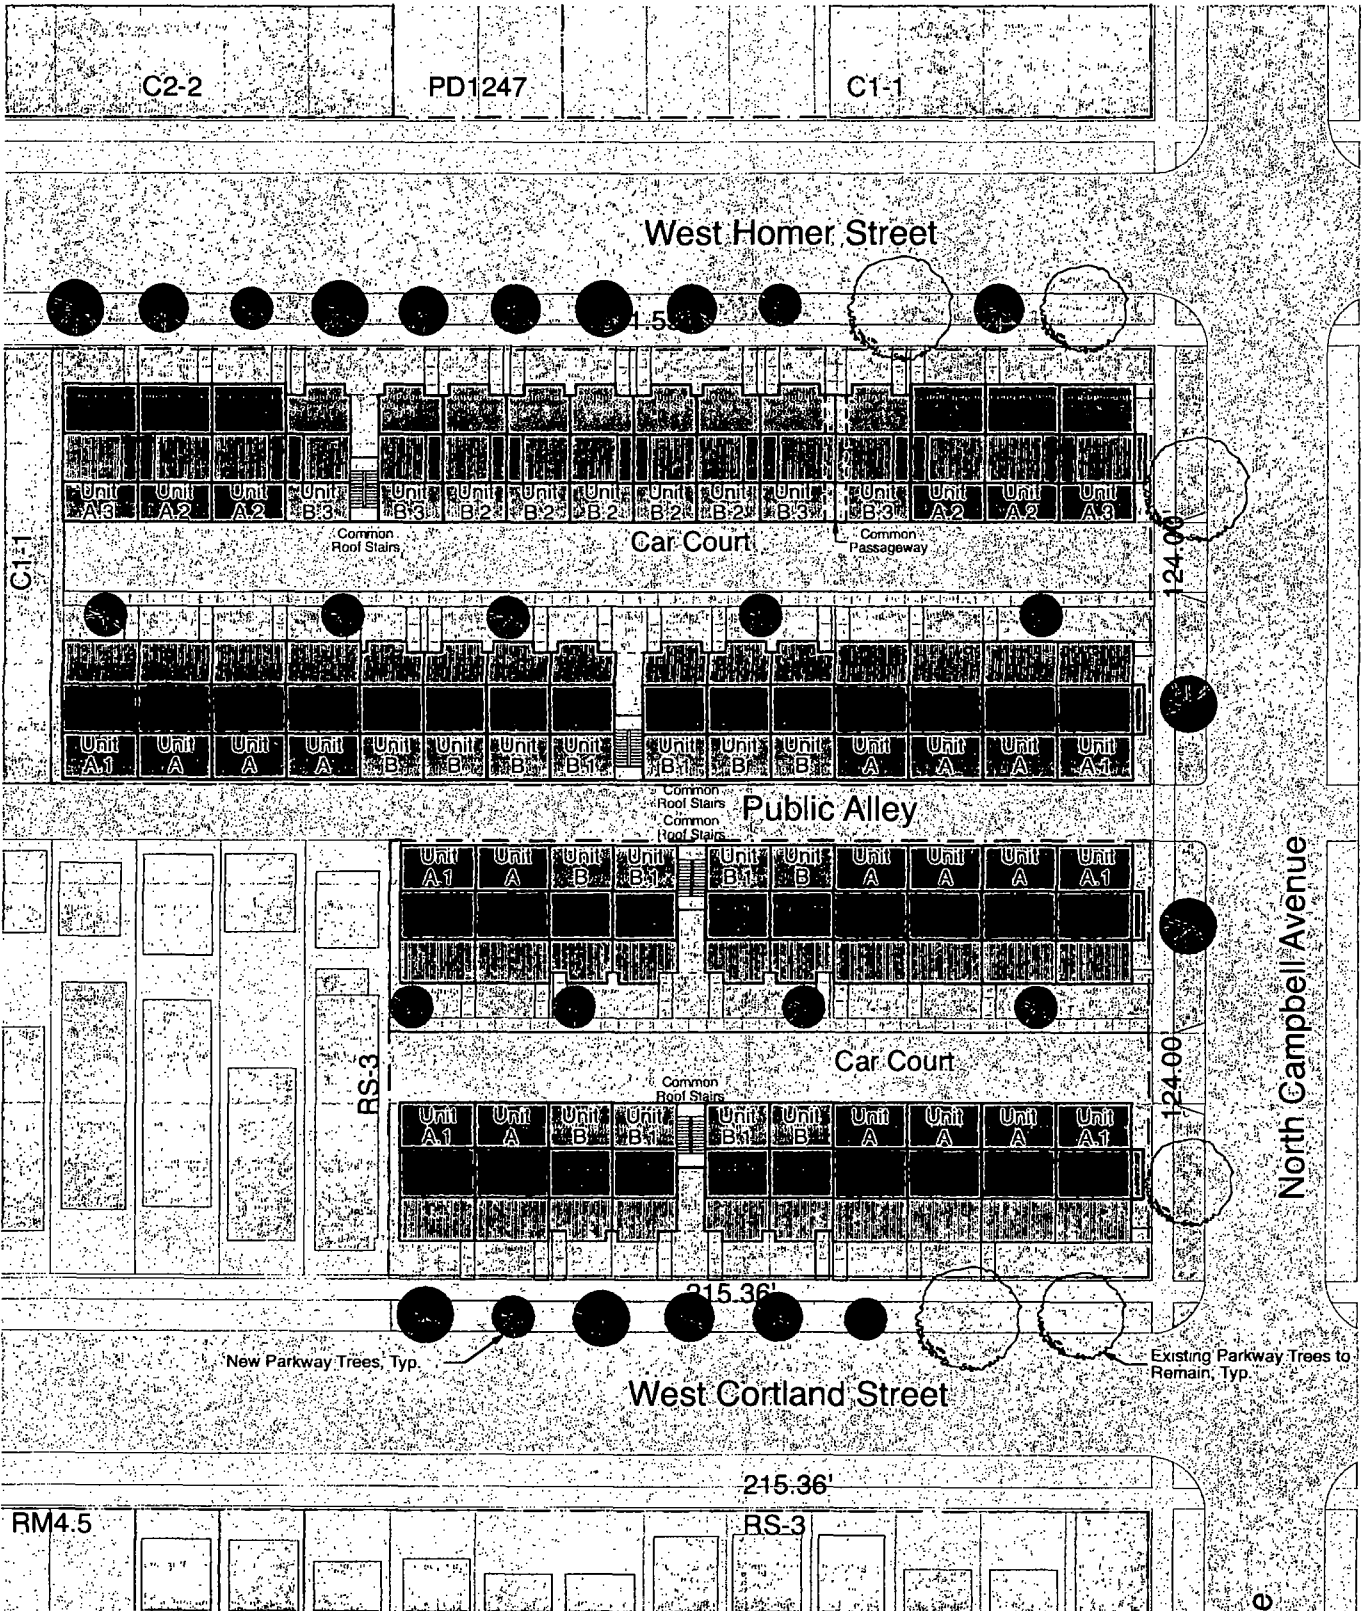 C2-2
PD1247
C1-1
West Homer Street
Unit A.3
Unit A.2
Unit A.2
Unit B.3
Unit B.3
Unit B.2
Unit B.2
Unit B.2
Unit B.2
Unit B.2
Unit B.3
Unit B.3
Unit A.2
Unit A.2
Unit A.3
Common
Roof Stairs
Car Court
Common
Passageway
C1-1
124.00
Unit A.1
Unit A
Unit A
Unit A
Unit B
Unit B
Unit B
Unit B.1
Unit B.1
Unit B
Unit B
Unit A
Unit A
Unit A
Unit A.1
Common
Roof Stairs
Public Alley
Common
Roof Stairs
Unit A.1
Unit A
Unit B
Unit B.1
Unit B.1
Unit B
Unit A
Unit A
Unit A
Unit A.1
North Campbell Avenue
RS-3
Car Court
124.00
Common
Roof Stairs
Unit A.1
Unit A
Unit B
Unit B.1
Unit B.1
Unit B
Unit A
Unit A
Unit A
Unit A.1
215.36'
New Parkway Trees, Typ.
Existing Parkway Trees to
Remain, Typ.
West Cortland Street
215.36'
RM4.5
RS-3
e